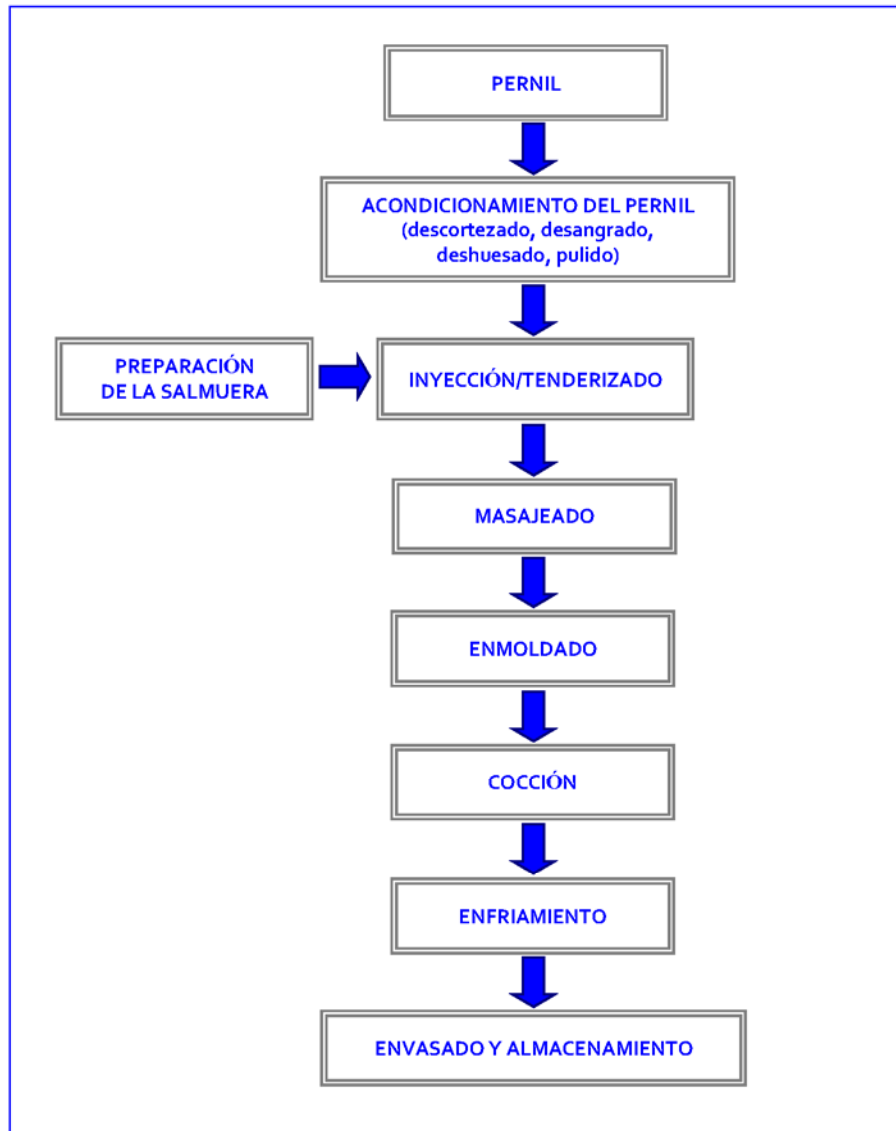 PERNIL
ACONDICIONAMIENTO DEL PERNIL
(descortezado, desangrado,
deshuesado, pulido)
PREPARACIÓN
DE LA SALMUERA
INYECCIÓN/TENDERIZADO
MASAJEADO
ENMOLDADO
COCCIÓN
ENFRIAMIENTO
ENVASADO Y ALMACENAMIENTO